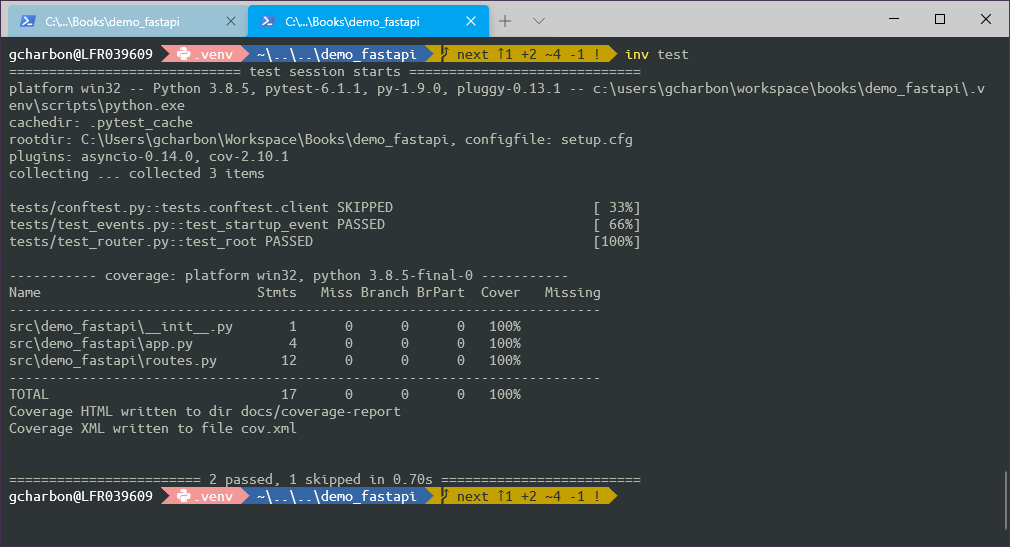 C:\...\Books\demo_fastapi
C:\...\Books\demo_fastapi
gcharbon@LFR039609 .venv ~\..\..\demo_fastapi next ↑1 +2 ~4 -1 ! inv test
============================= test session starts =============================
platform win32 -- Python 3.8.5, pytest-6.1.1, py-1.9.0, pluggy-0.13.1 -- c:\users\gcharbon\workspace\books\demo_fastapi\.v
env\scripts\python.exe
cachedir: .pytest_cache
rootdir: C:\Users\gcharbon\Workspace\Books\demo_fastapi, configfile: setup.cfg
plugins: asyncio-0.14.0, cov-2.10.1
collecting ... collected 3 items
tests/conftest.py::tests.conftest.client SKIPPED [ 33%]
tests/test_events.py::test_startup_event PASSED [ 66%]
tests/test_router.py::test_root PASSED [100%]
----------- coverage: platform win32, python 3.8.5-final-0 -----------
Name Stmts Miss Branch BrPart Cover Missing
--------------------------------------------------------------------------
src\demo_fastapi\__init__.py 1 0 0 0 100%
src\demo_fastapi\app.py 4 0 0 0 100%
src\demo_fastapi\routes.py 12 0 0 0 100%
--------------------------------------------------------------------------
TOTAL 17 0 0 0 100%
Coverage HTML written to dir docs/coverage-report
Coverage XML written to file cov.xml
======================== 2 passed, 1 skipped in 0.70s =========================
gcharbon@LFR039609 .venv ~\..\..\demo_fastapi next ↑1 +2 ~4 -1 !